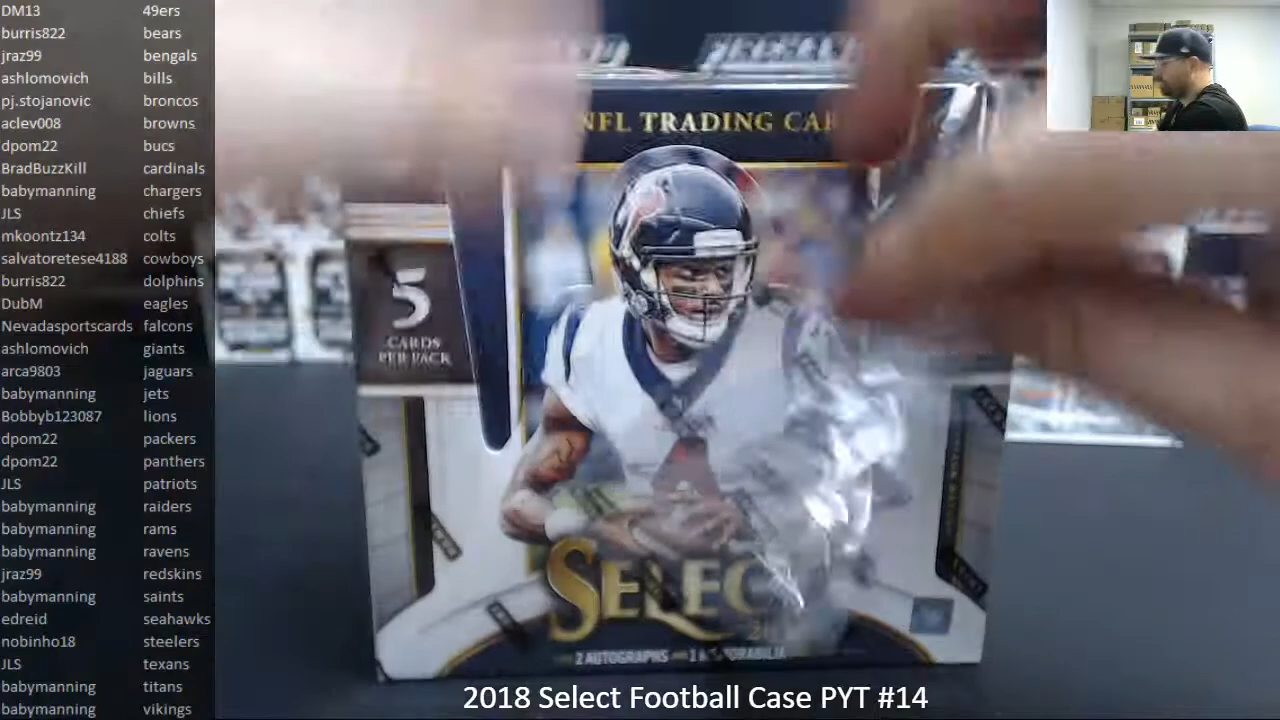 DM13 49ers
burris822 bears
jraz99 bengals
ashlomovich bills
pj.stojanovic broncos
aclev008 browns
dpom22 bucs
BradBuzzKill cardinals
babymanning chargers
JLS chiefs
mkoontz134 colts
salvatoretese4188 cowboys
burris822 dolphins
DubM eagles
Nevadasportscards falcons
ashlomovich giants
arca9803 jaguars
babymanning jets
Bobbyb123087 lions
dpom22 packers
dpom22 panthers
JLS patriots
babymanning raiders
babymanning rams
babymanning ravens
jraz99 redskins
babymanning saints
edreid seahawks
nobinho18 steelers
JLS texans
babymanning titans
babymanning vikings
NFL TRADING CAR
5
CARDS
PER PACK
SELEC
2 AUTOGRAPHS
2018 Select Football Case PYT #14